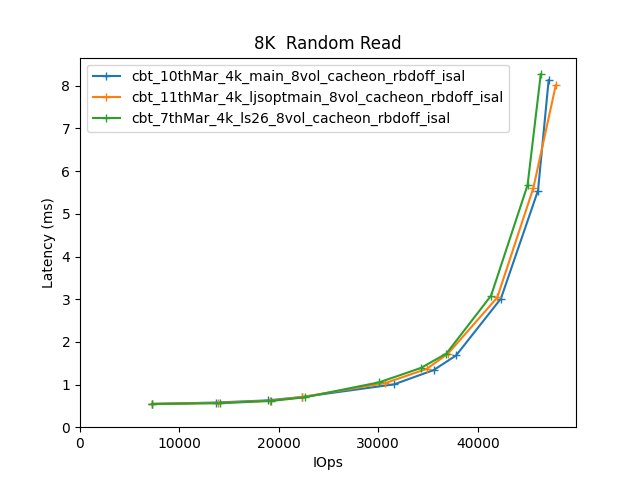 8K  Random Read
cbt_10thMar_4k_main_8vol_cacheon_rbdoff_isal
cbt_11thMar_4k_ljsoptmain_8vol_cacheon_rbdoff_isal
cbt_7thMar_4k_ls26_8vol_cacheon_rbdoff_isal
Latency (ms)
8
7
6
5
4
3
2
1
0
0 10000 20000 30000 40000
IOps